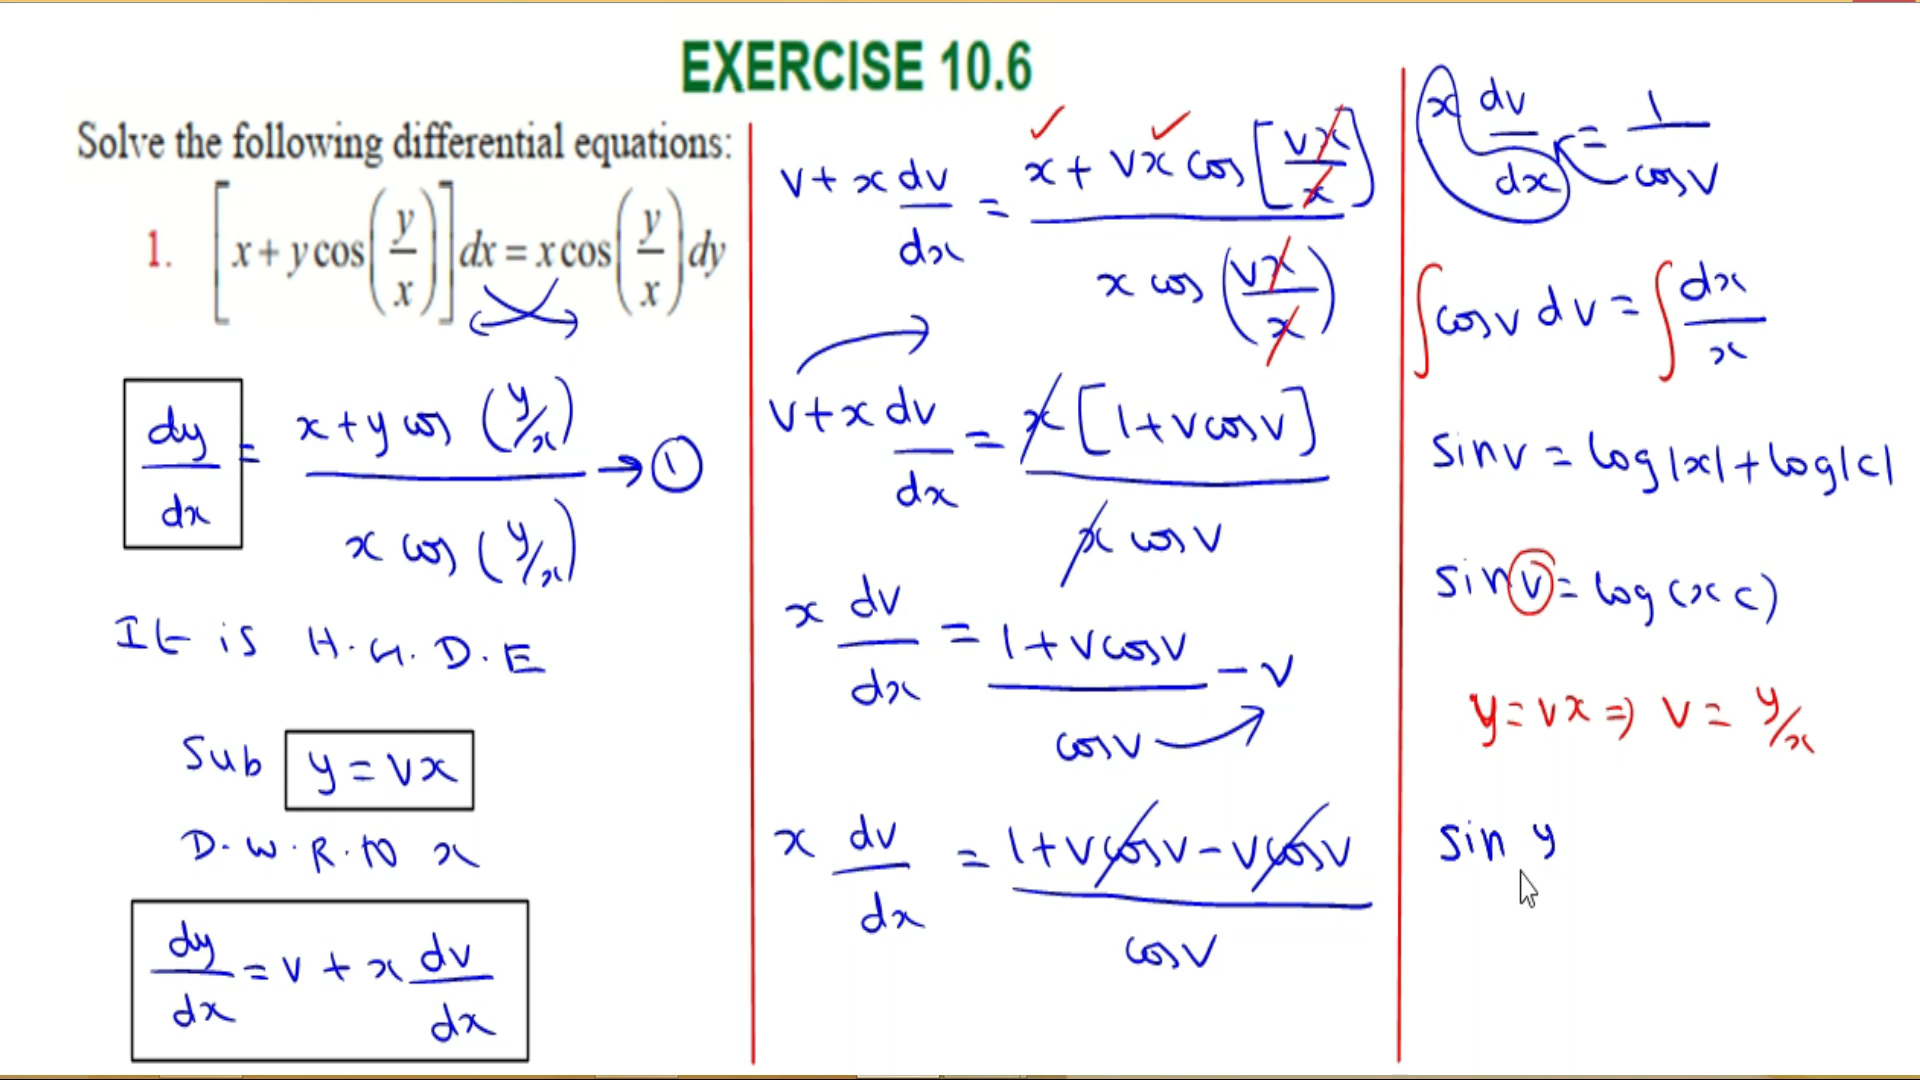 EXERCISE 10.6
Solve the following differential equations:
1. [x + y cos(y/x)] dx = x cos(y/x) dy
dy/dx = (x + y cos (y/x)) / (x cos (y/x)) → ①
It is H.G.D.E
Sub y = vx
D.W.R.to x
dy/dx = v + x dv/dx
v + x dv/dx = (x + vx cos [vx/x]) / (x cos (vx/x))
v + x dv/dx = x [1 + v cos v] / (x cos v)
x dv/dx = (1 + v cos v) / cos v - v
x dv/dx = (1 + v cos v - v cos v) / cos v
x dv/dx = 1 / cos v
∫ cos v dv = ∫ dx/x
sin v = log |x| + log |c|
sin v = log (x c)
y = vx ⇒ v = y/x
sin y